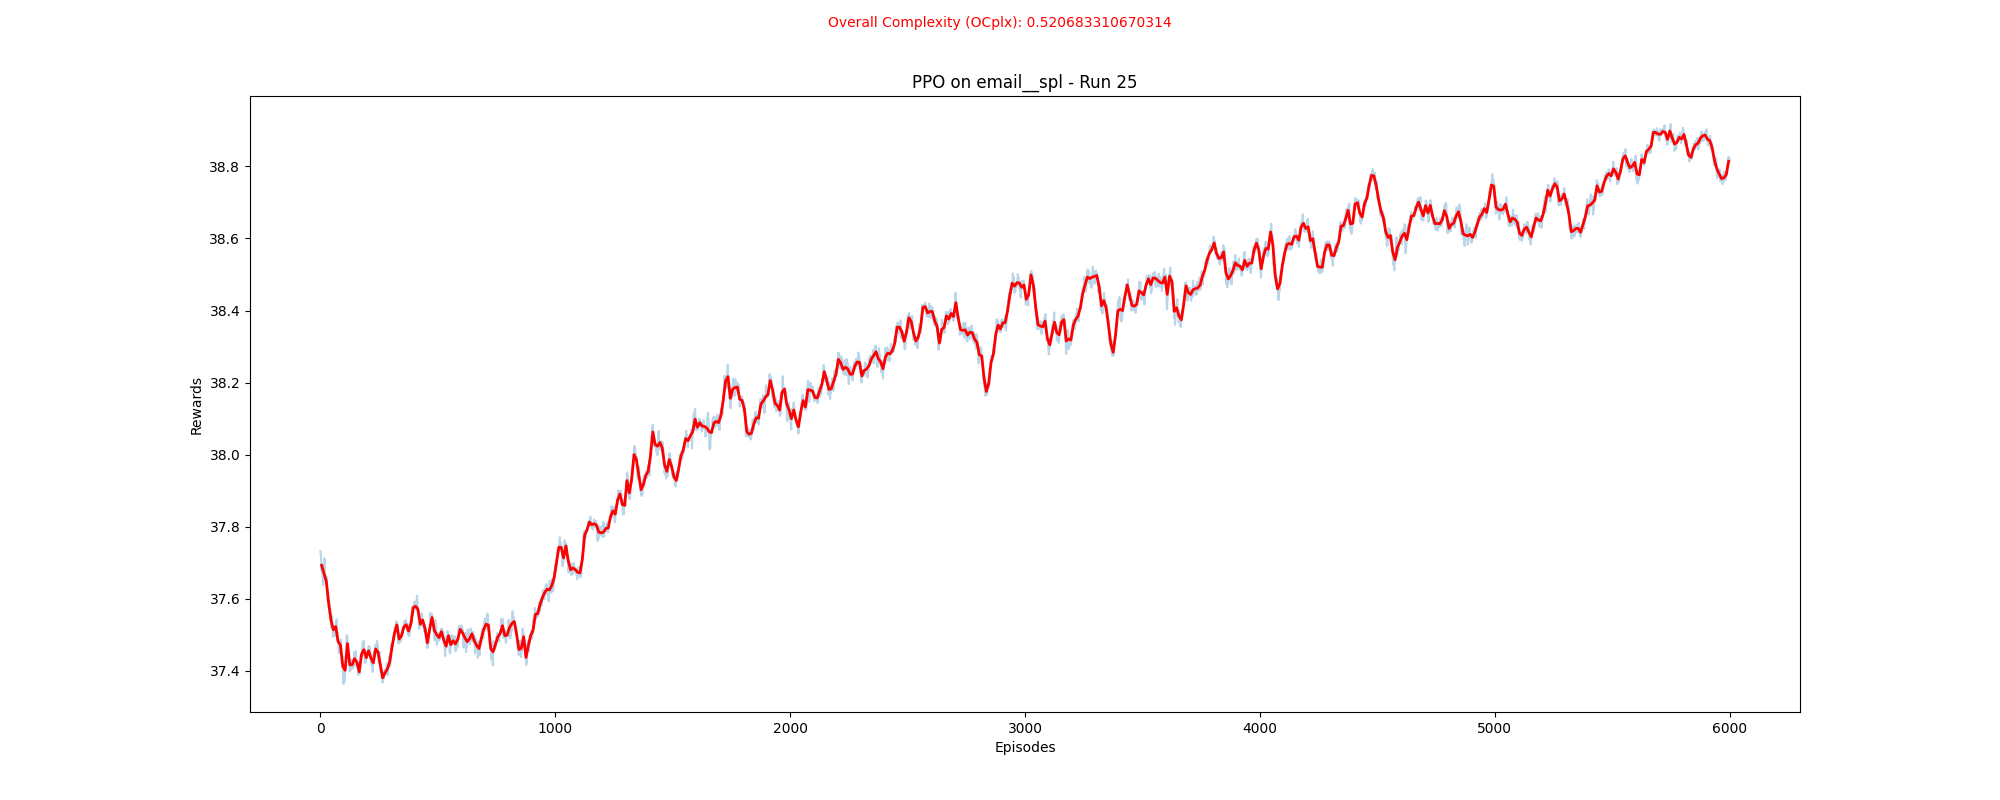 Overall Complexity (OCplx): 0.520683310670314
PPO on email__spl - Run 25
38.8
38.6
38.4
38.2
38.0
37.8
37.6
37.4
Rewards
0 1000 2000 3000 4000 5000 6000
Episodes